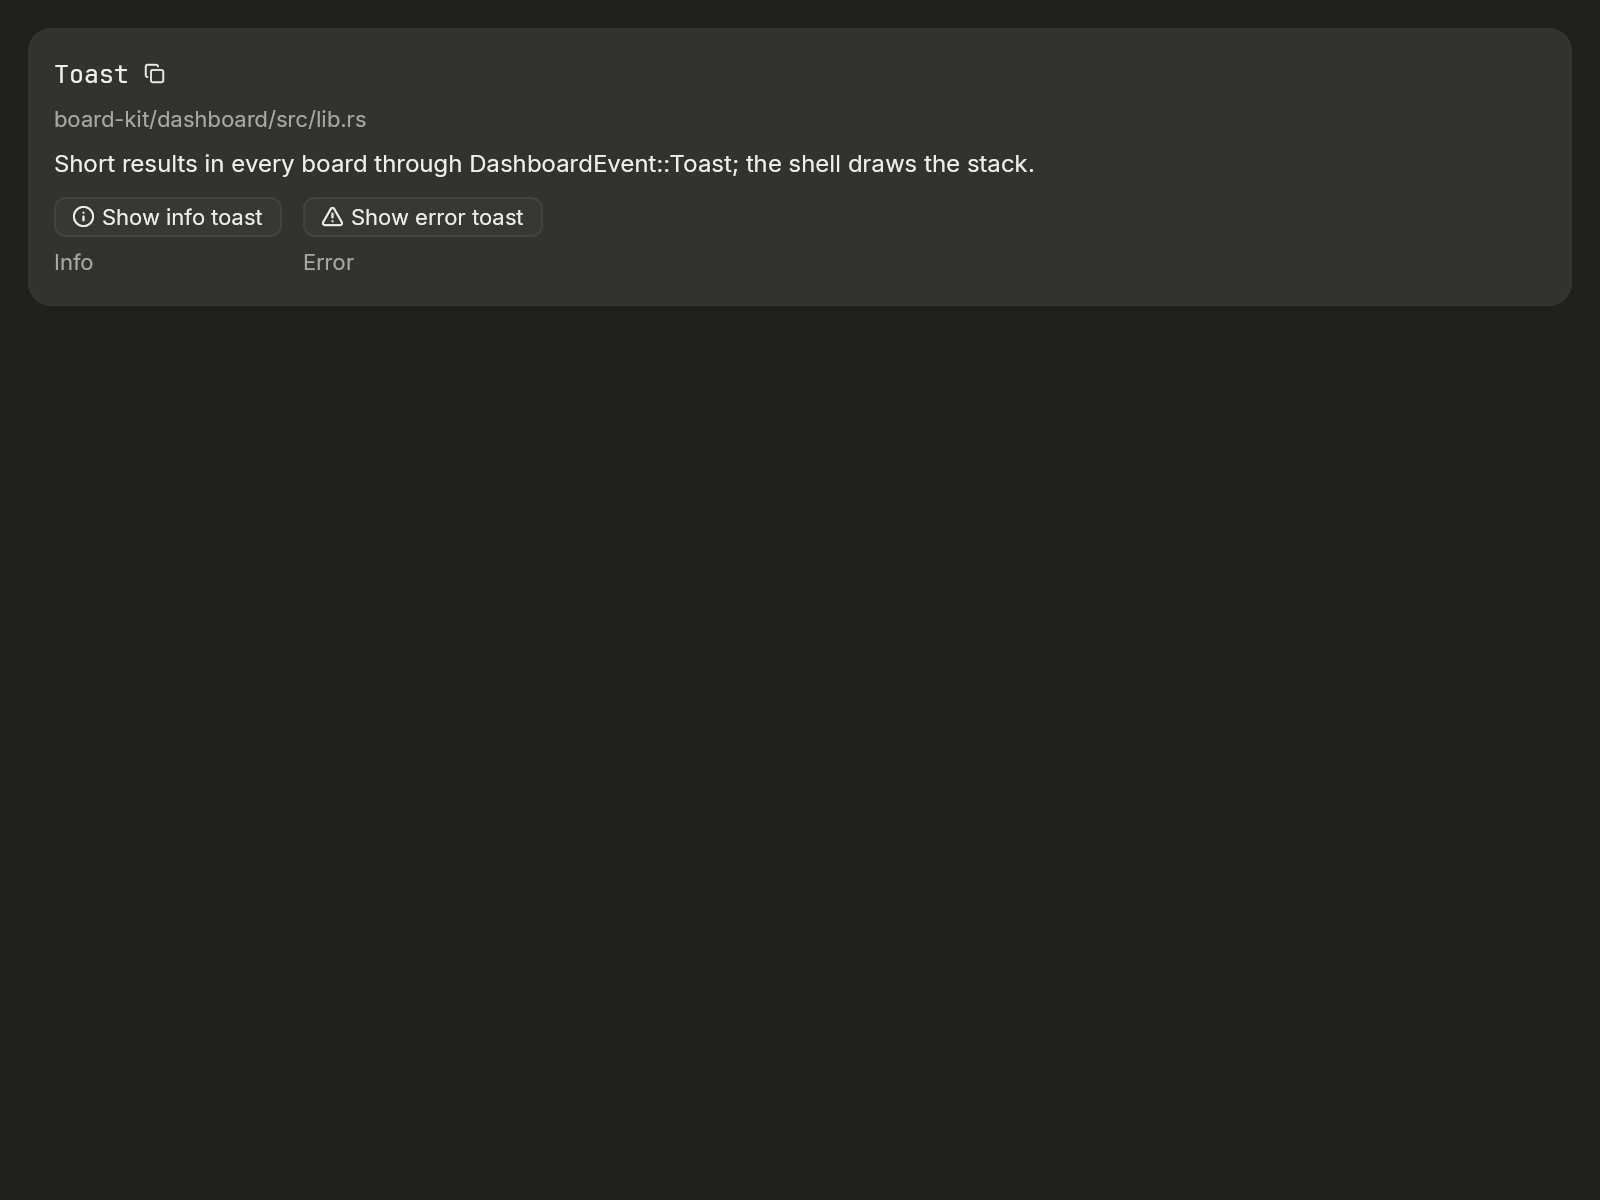 Toast
board-kit/dashboard/src/lib.rs
Short results in every board through DashboardEvent::Toast; the shell draws the stack.
Show info toast Show error toast
Info Error